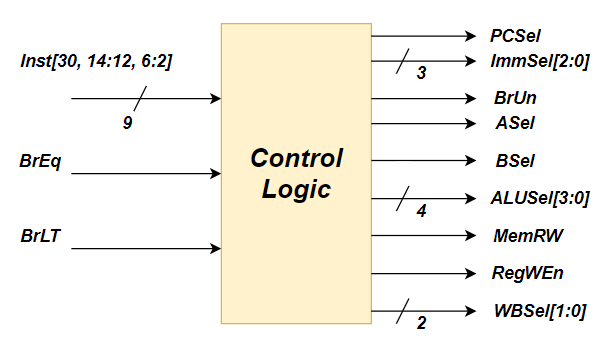 Inst[30, 14:12, 6:2]
9
BrEq
BrLT
Control
Logic
PCSel
ImmSel[2:0]
3
BrUn
ASel
BSel
ALUSel[3:0]
4
MemRW
RegWEn
WBSel[1:0]
2